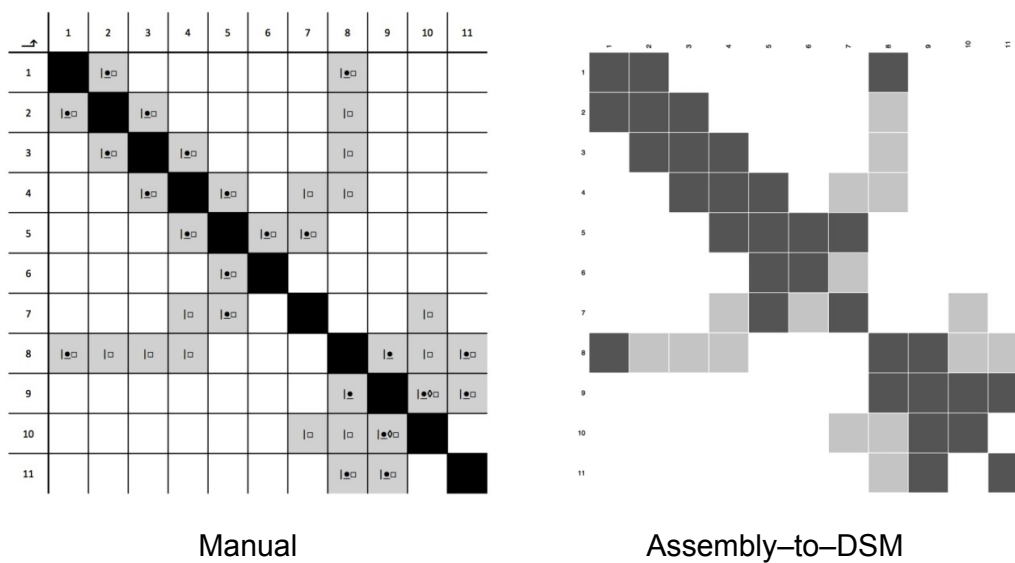 1 2 3 4 5 6 7 8 9 10 11
1 |●□ |●□
2 |●□ |●□ |□
3 |●□ |●□ |□
4 |●□ |●□ |□ |□
5 |●□ |●□ |●□
6 |●□
7 |□ |●□ |□
8 |●□ |□ |□ |□ |● |□ |●□
9 |● |●◊□ |●□
10 |□ |□ |●◊□
11 |●□ |●□
Manual
1 2 3 4 5 6 7 8 9 10 11
1
2
3
4
5
6
7
8
9
10
11
Assembly–to–DSM